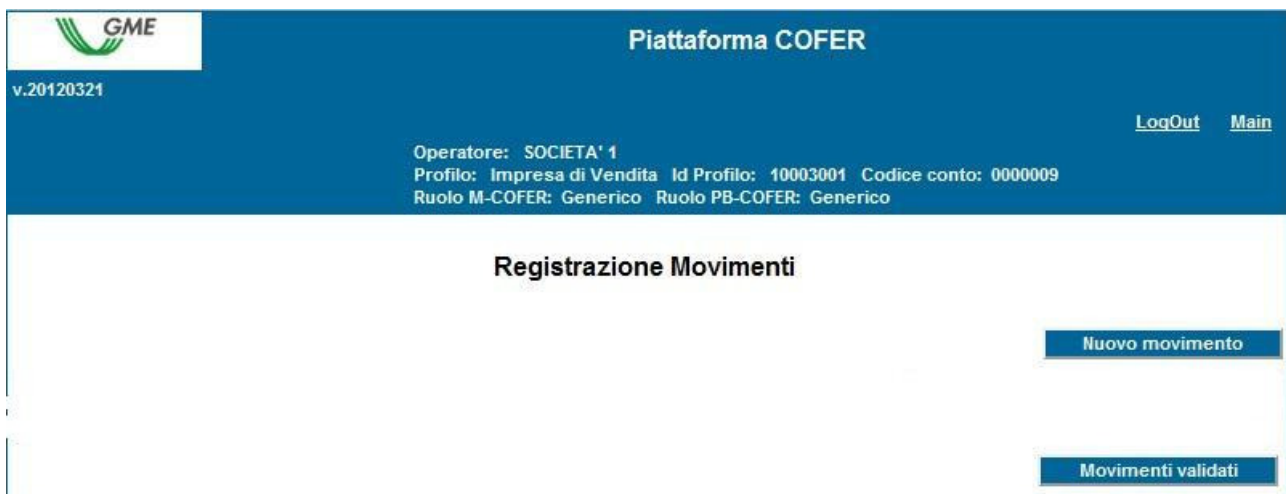 GME
Piattaforma COFER
v.20120321
LogOut Main
Operatore: SOCIETA' 1
Profilo: Impresa di Vendita Id Profilo: 10003001 Codice conto: 0000009
Ruolo M-COFER: Generico Ruolo PB-COFER: Generico
Registrazione Movimenti
Nuovo movimento
Movimenti validati